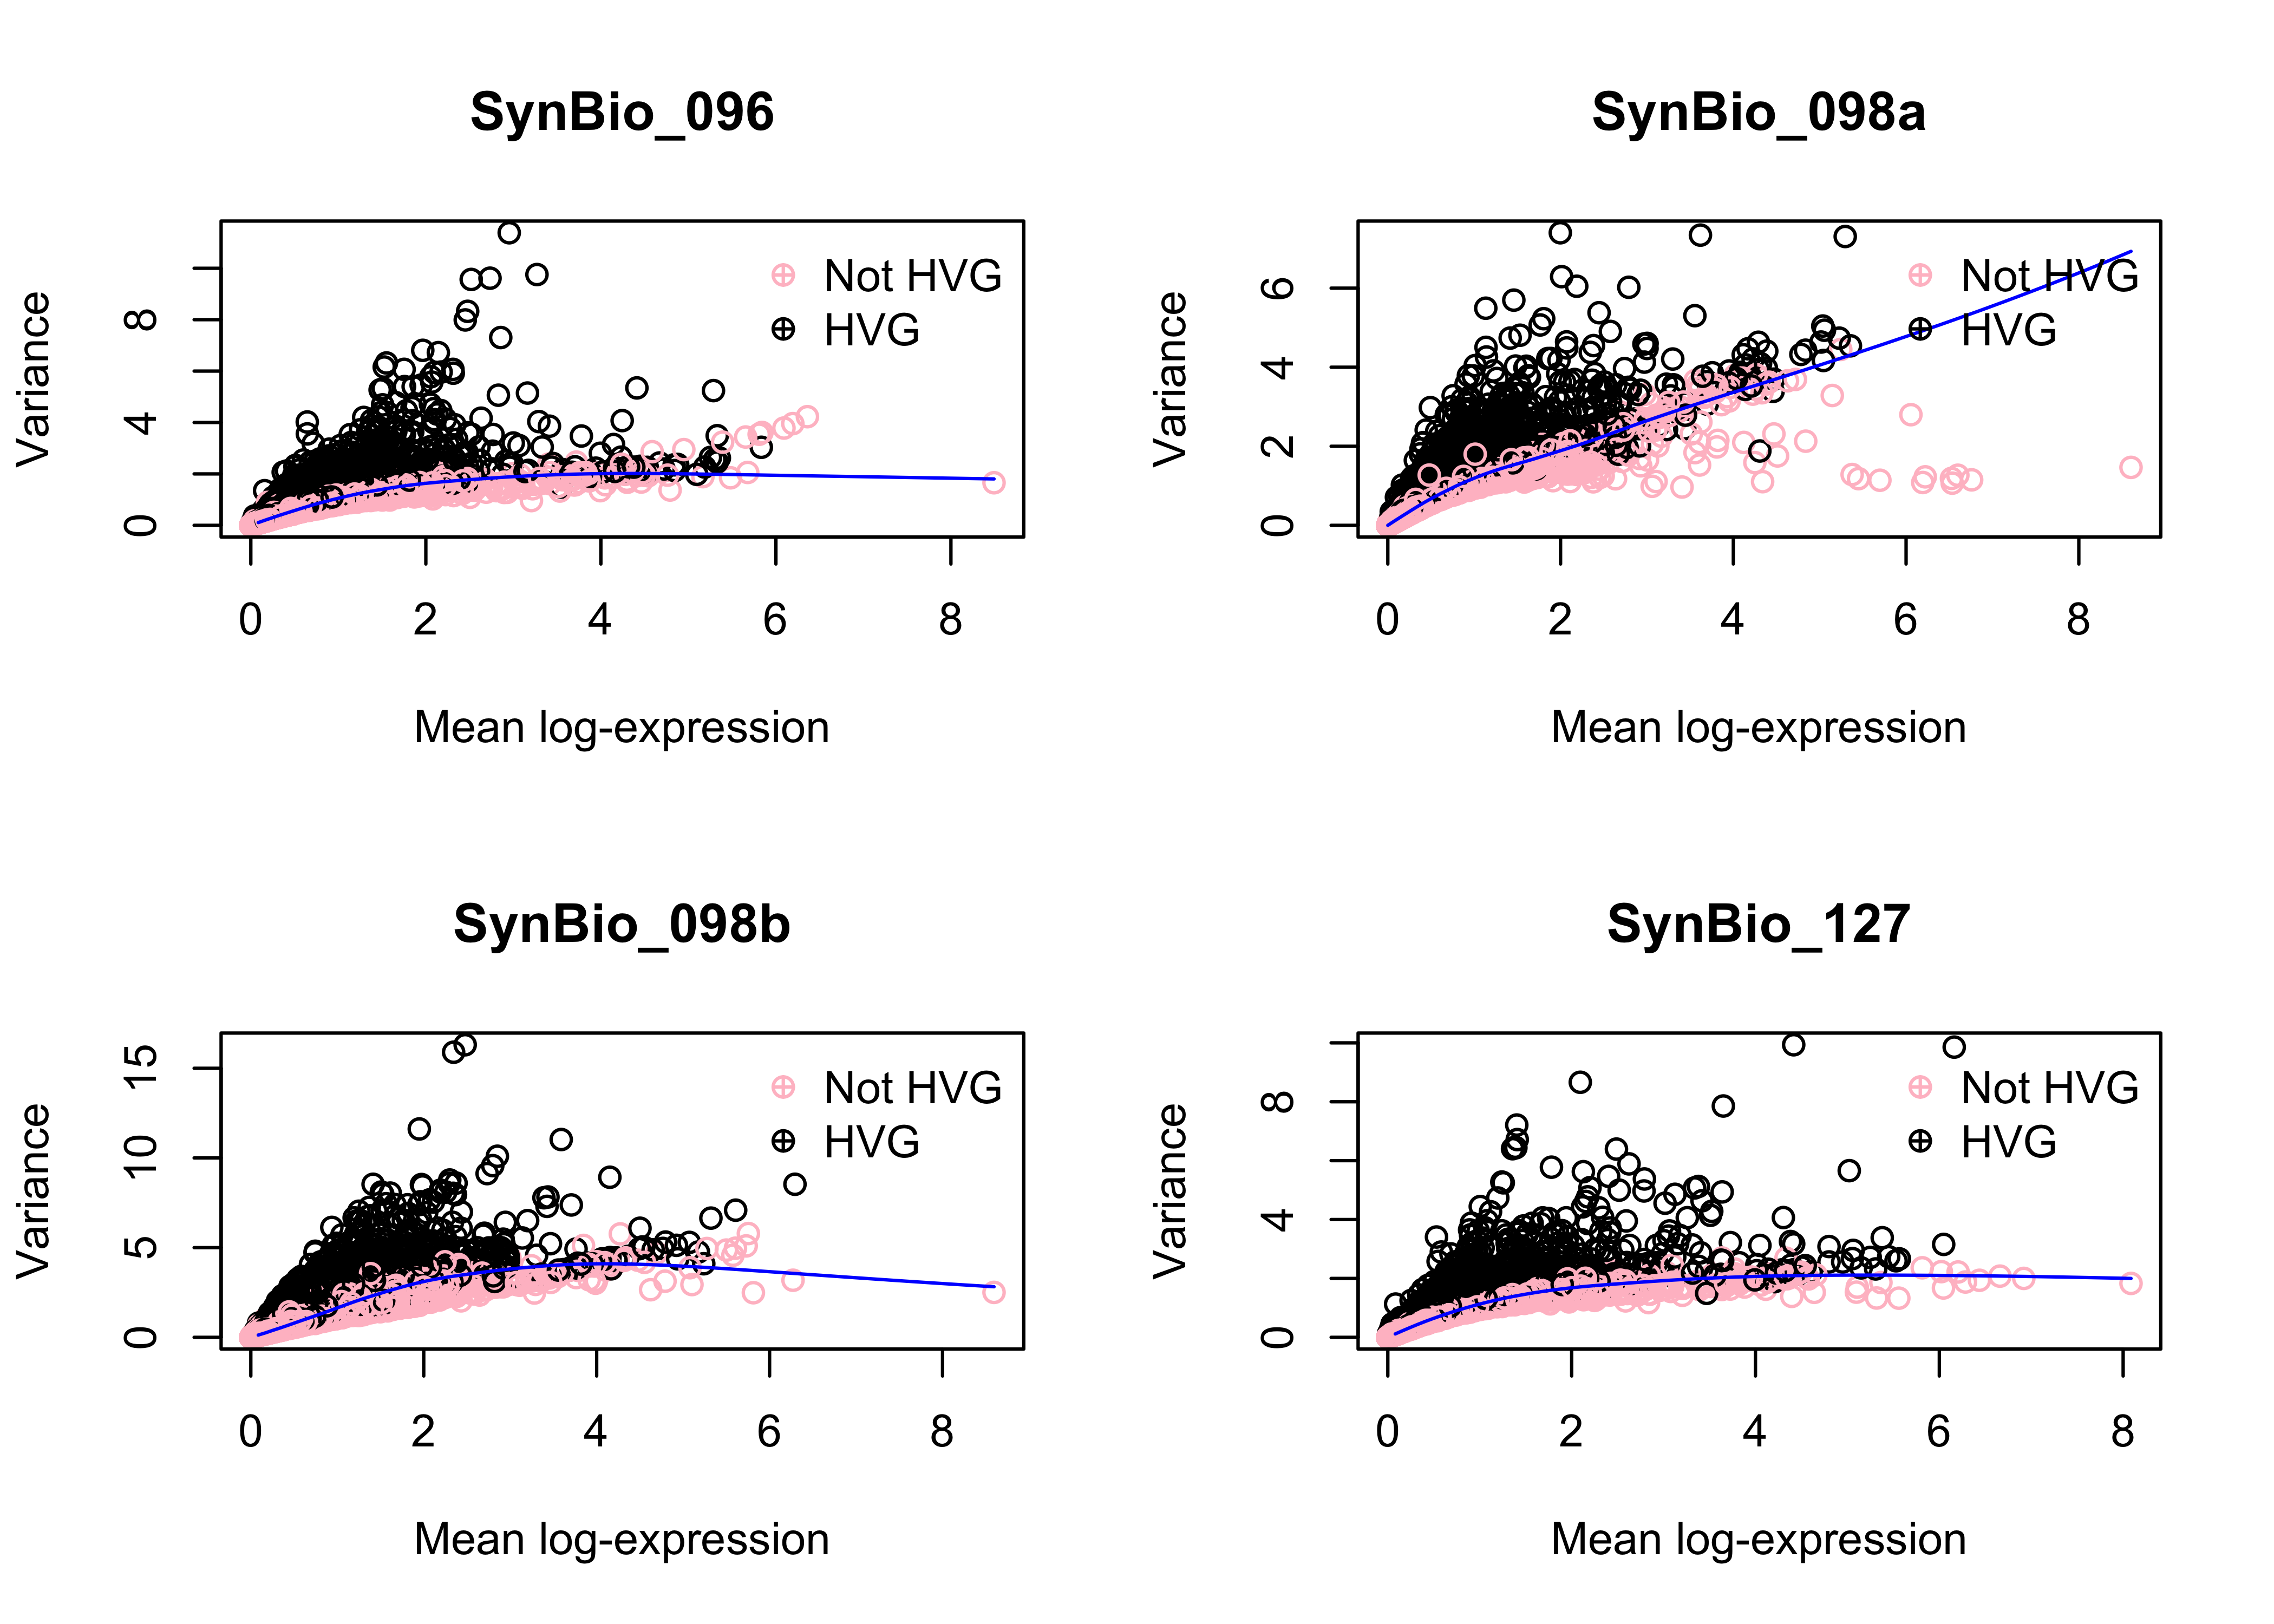 SynBio_096
Variance
8
4
0
Not HVG
HVG
0 2 4 6 8
Mean log-expression
SynBio_098a
Variance
6
4
2
0
Not HVG
HVG
0 2 4 6 8
Mean log-expression
SynBio_098b
Variance
15
10
5
0
Not HVG
HVG
0 2 4 6 8
Mean log-expression
SynBio_127
Variance
8
4
0
Not HVG
HVG
0 2 4 6 8
Mean log-expression